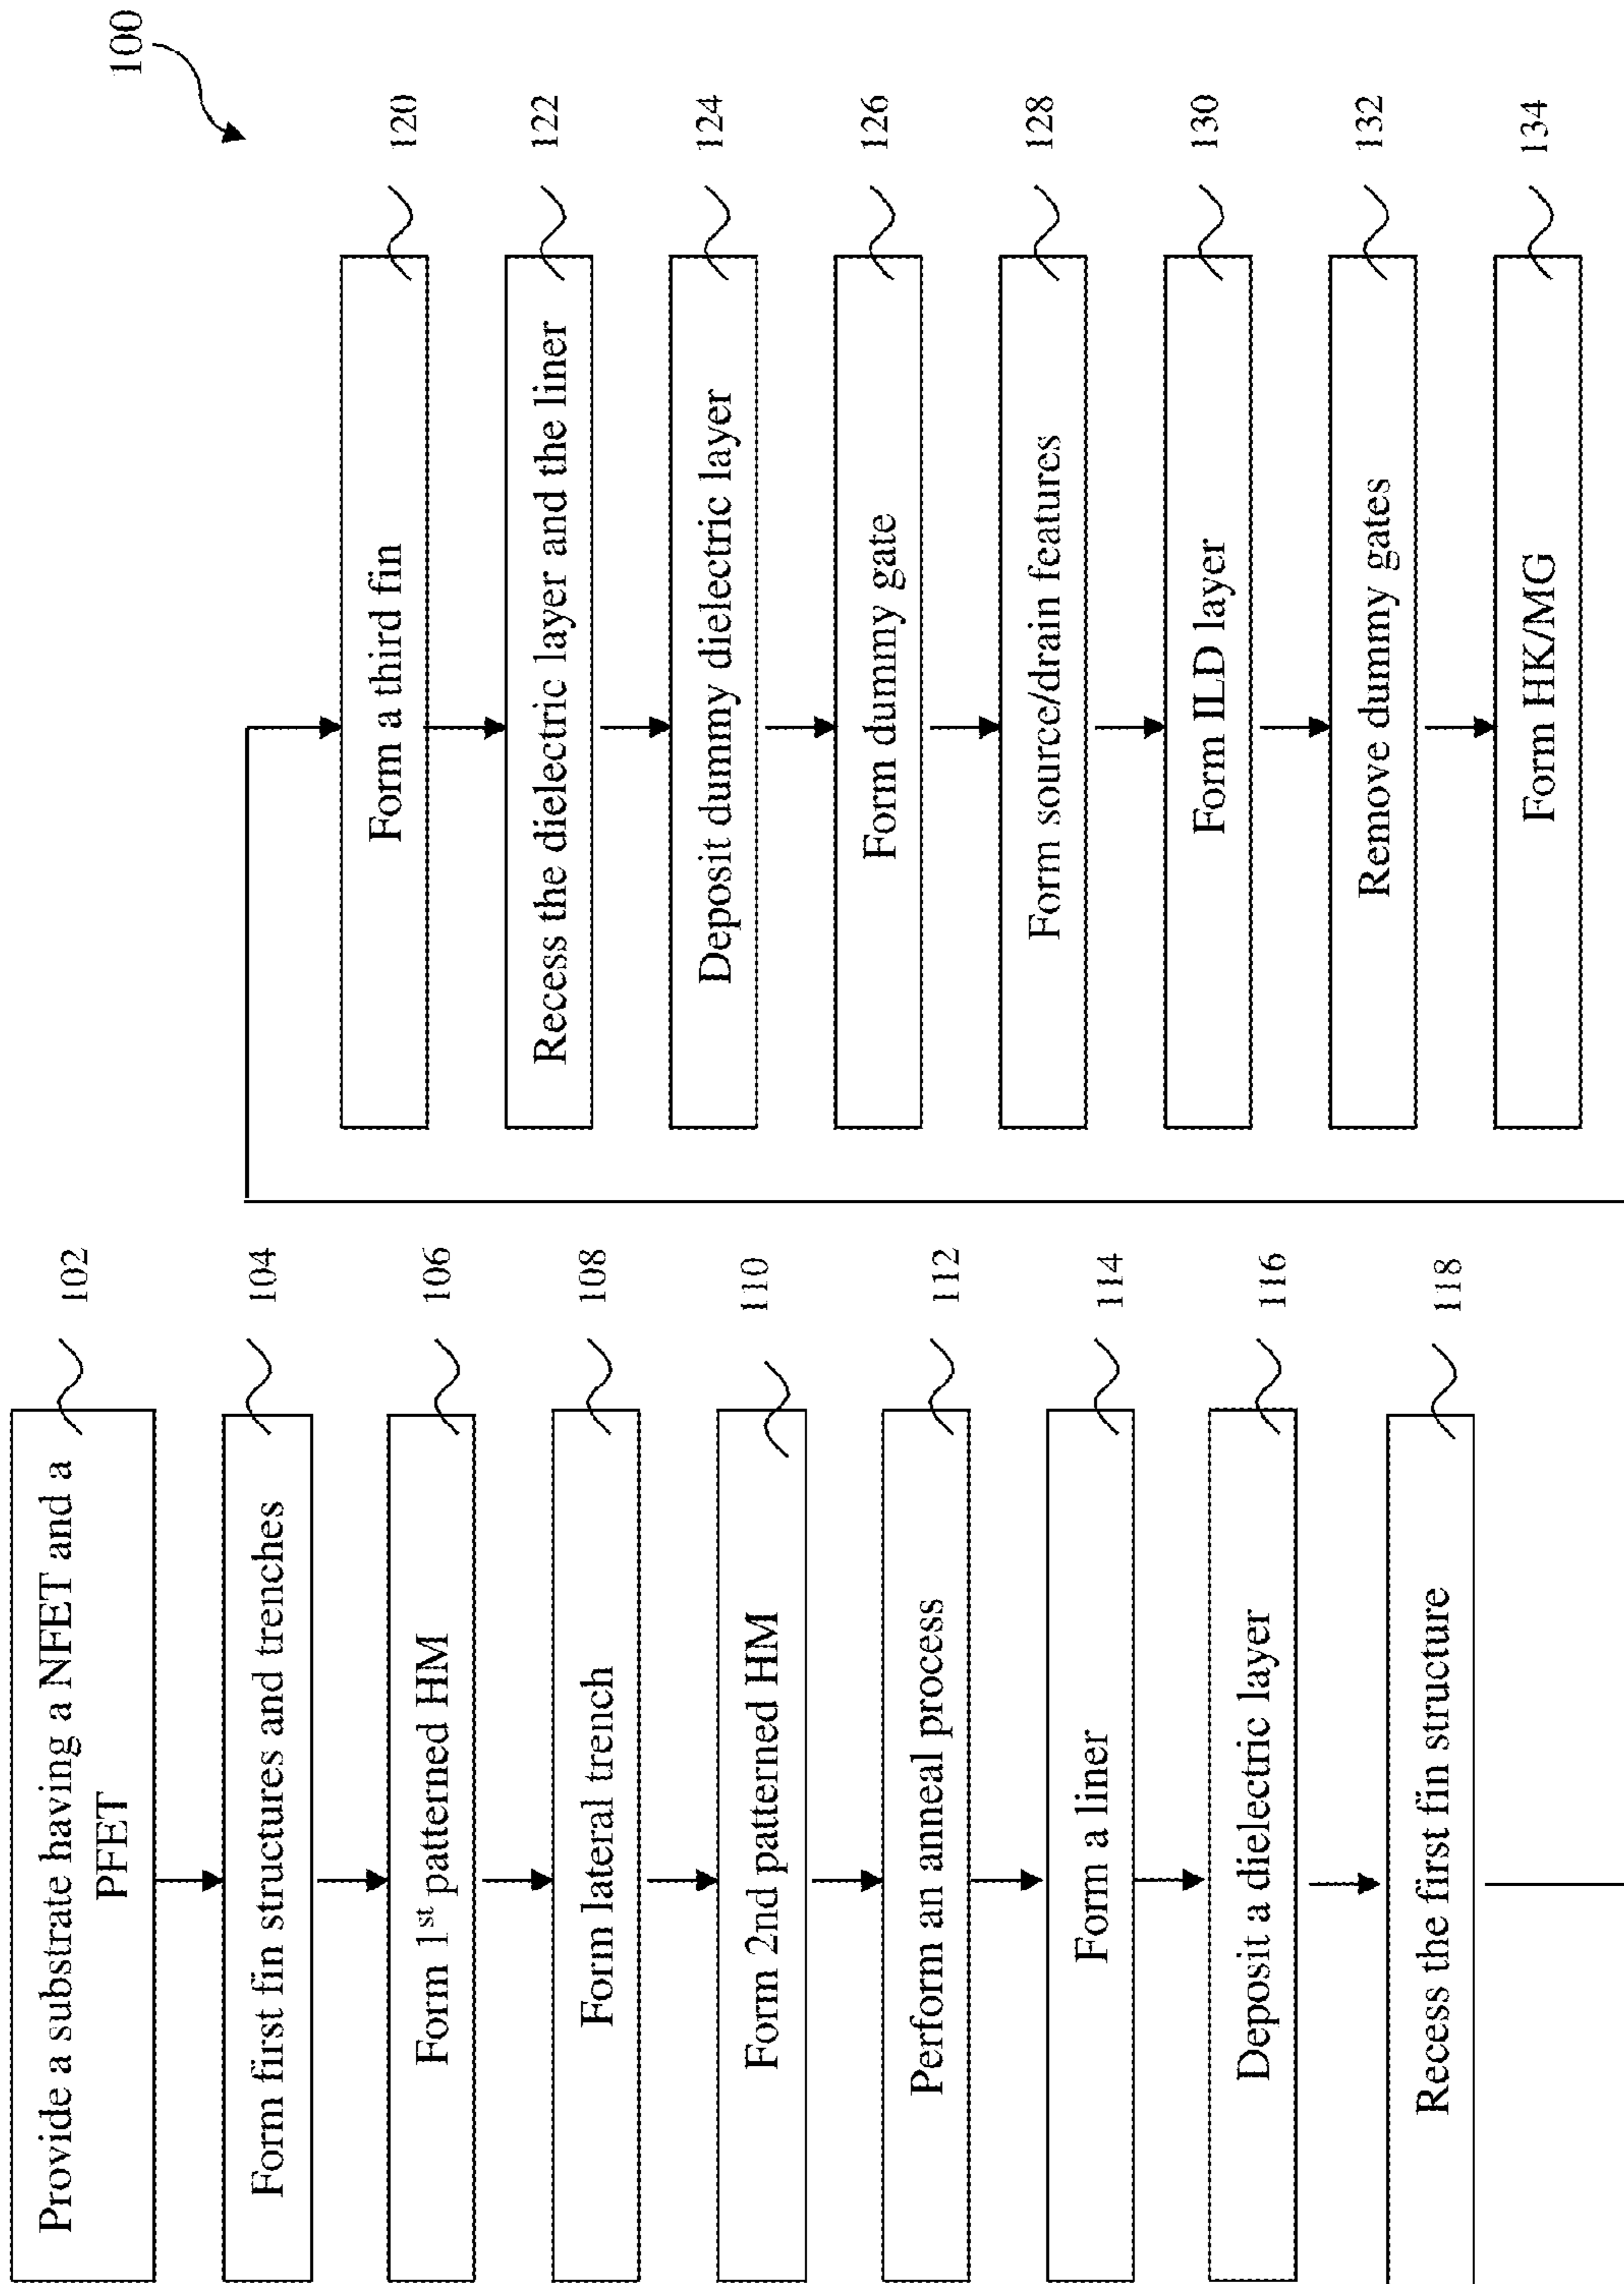 100
Provide a substrate having a NFET and a
PFET
102
Form first fin structures and trenches
104
Form 1st patterned HM
106
Form lateral trench
108
Form 2nd patterned HM
110
Perform an anneal process
112
Form a liner
114
Deposit a dielectric layer
116
Recess the first fin structure
118
Form a third fin
120
Recess the dielectric layer and the liner
122
Deposit dummy dielectric layer
124
Form dummy gate
126
Form source/drain features
128
Form ILD layer
130
Remove dummy gates
132
Form HK/MG
134